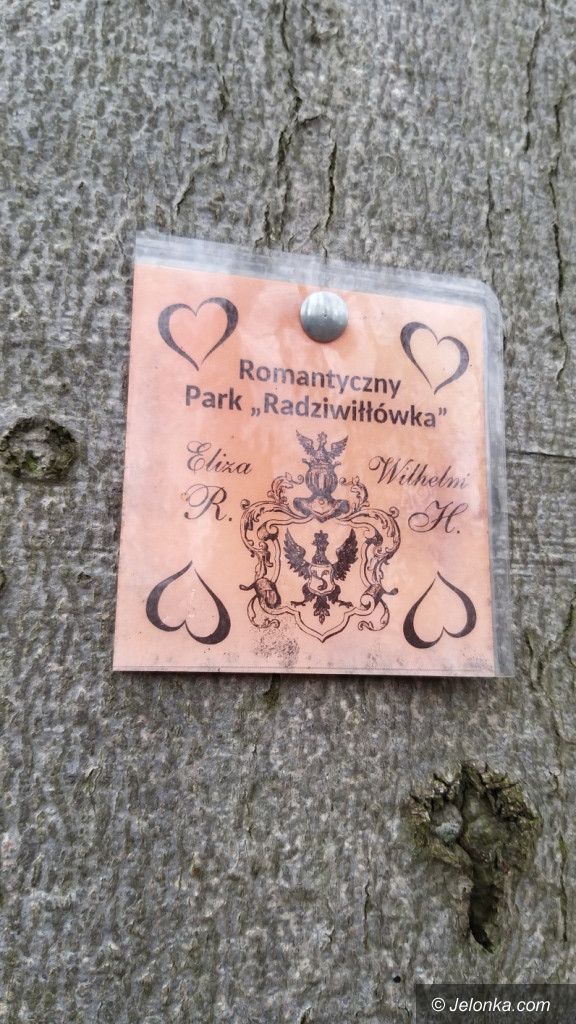 Romantyczny
Park „Radziwiłłówka”
Eliza Wilhelm
R. H.
© Jelonka.com